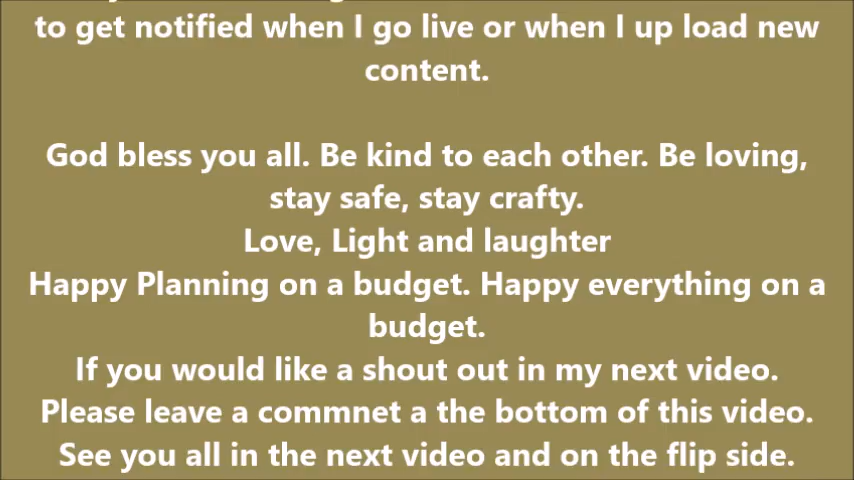 to get notified when I go live or when I up load new
content.
God bless you all. Be kind to each other. Be loving,
stay safe, stay crafty.
Love, Light and laughter
Happy Planning on a budget. Happy everything on a
budget.
If you would like a shout out in my next video.
Please leave a commnet a the bottom of this video.
See you all in the next video and on the flip side.